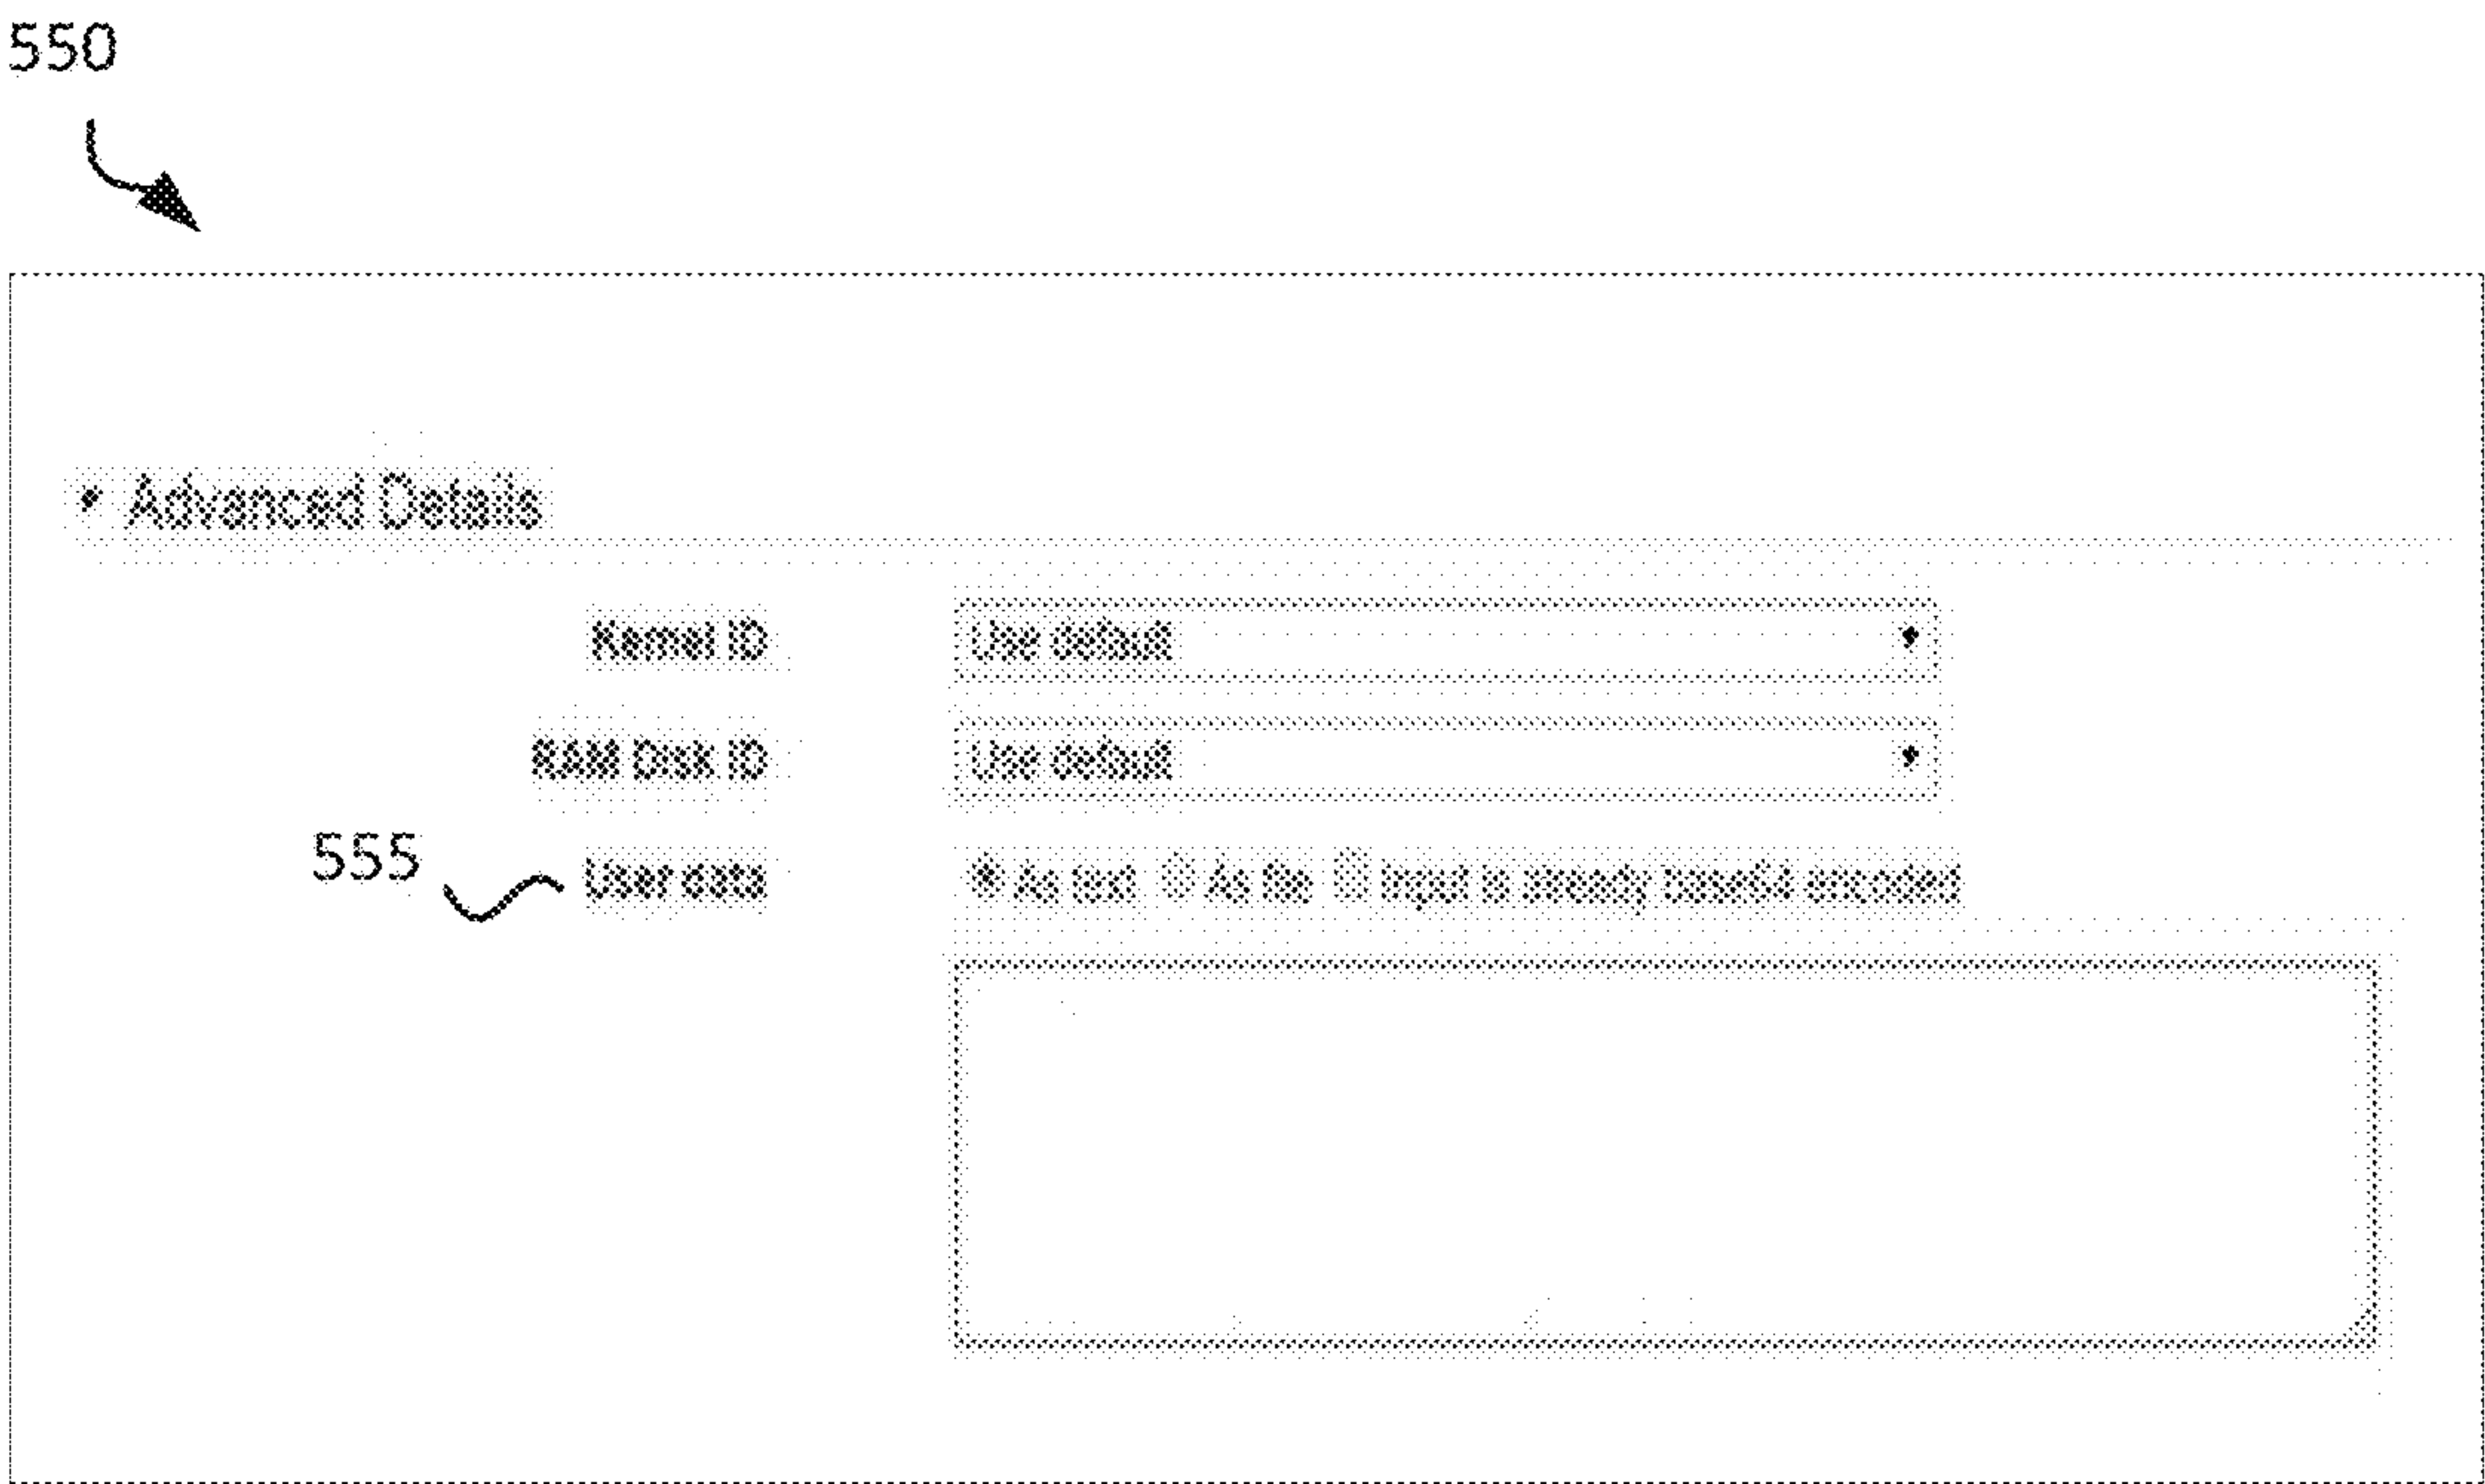 550
Advanced Details
Kernel ID Use default
RAM Disk ID Use default
555 User data As text As file Input is already base64 encoded